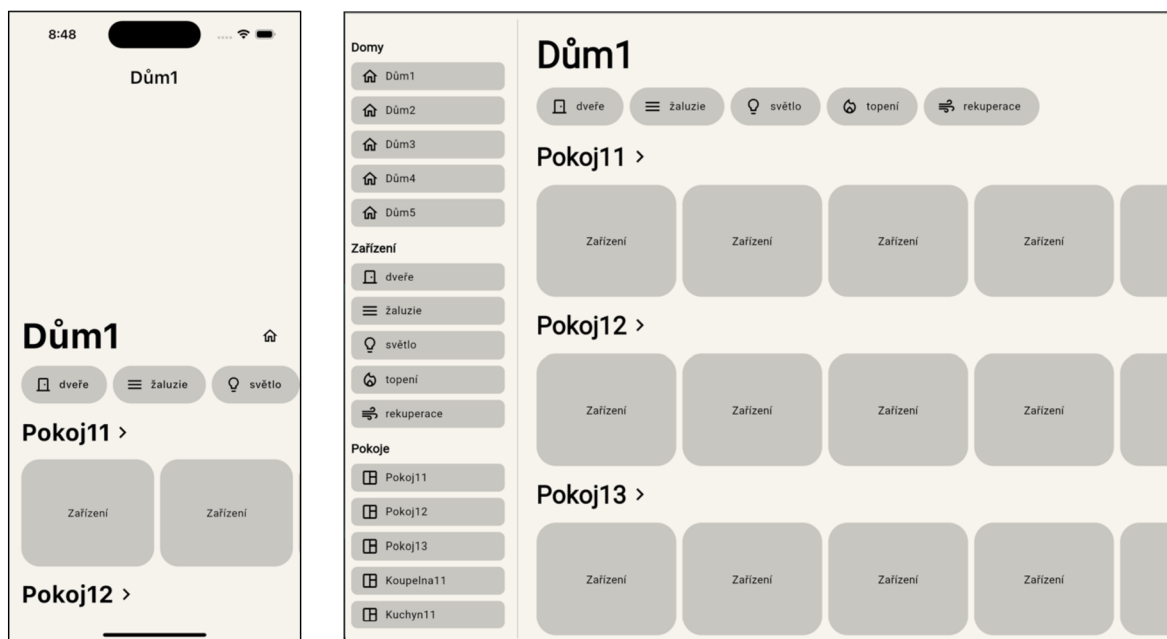 8:48
Dům1
Dům1
dveře žaluzie světlo
Pokoj11
Zařízení Zařízení
Pokoj12
Domy
Dům1
Dům2
Dům3
Dům4
Dům5
Zařízení
dveře
žaluzie
světlo
topení
rekuperace
Pokoje
Pokoj11
Pokoj12
Pokoj13
Koupelna11
Kuchyn11
Dům1
dveře žaluzie světlo topení rekuperace
Pokoj11
Zařízení Zařízení Zařízení Zařízení
Pokoj12
Zařízení Zařízení Zařízení Zařízení
Pokoj13
Zařízení Zařízení Zařízení Zařízení